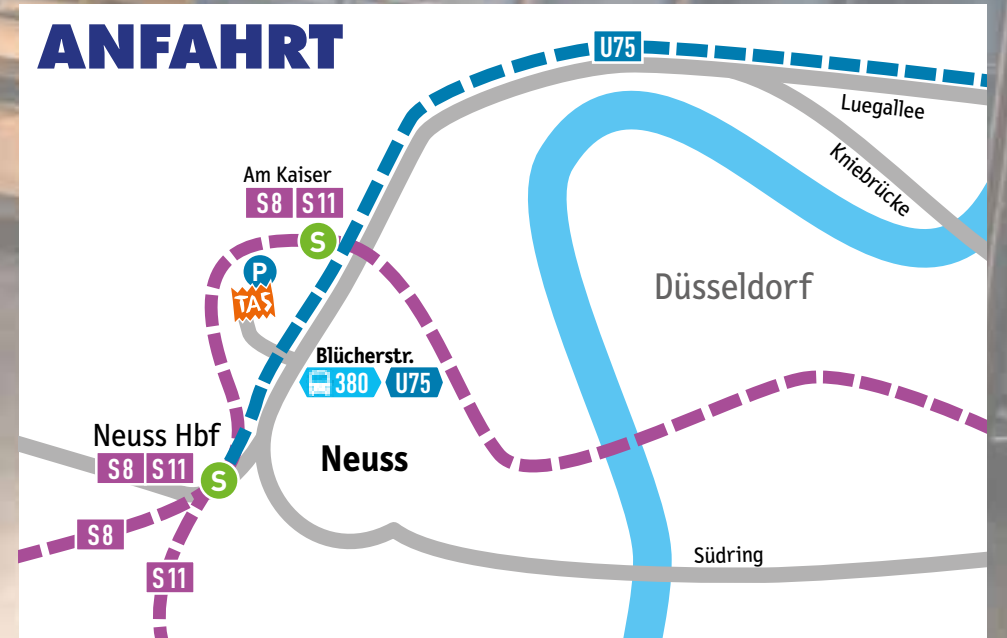 ANFAHRT
U75
Luegallee
Kniebrücke
Am Kaiser
S8 S11
S
P
TAS
Düsseldorf
Blücherstr.
380 U75
Neuss Hbf
S8 S11
S
Neuss
S8
S11
Südring